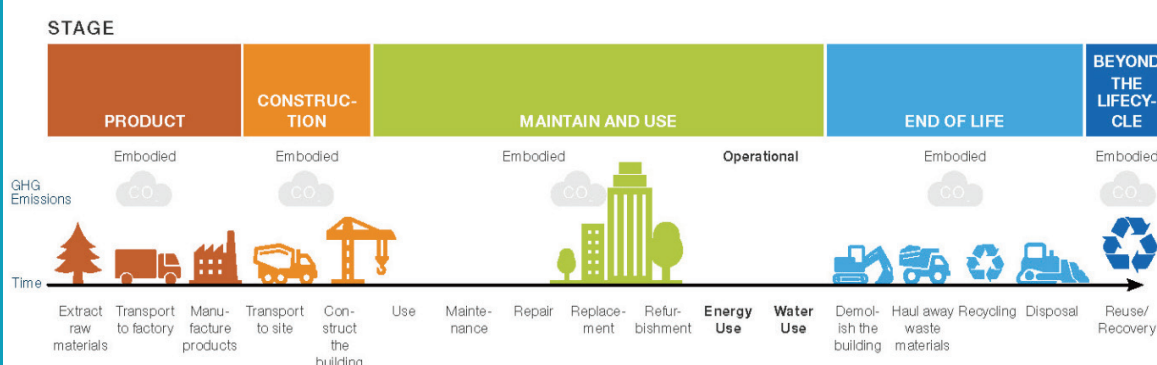 STAGE
PRODUCT
CONSTRUC-
TION
MAINTAIN AND USE
END OF LIFE
BEYOND
THE
LIFECY-
CLE
Embodied
Embodied
Embodied
Operational
Embodied
Embodied
GHG
Emissions
CO
CO
CO
CO
CO
Time
Extract
raw
materials
Transport
to factory
Manu-
facture
products
Transport
to site
Con-
struct
the
building
Use
Mainte-
nance
Repair
Replace-
ment
Refur-
bishment
Energy
Use
Water
Use
Demol-
ish the
building
Haul away
waste
materials
Recycling
Disposal
Reuse/
Recovery